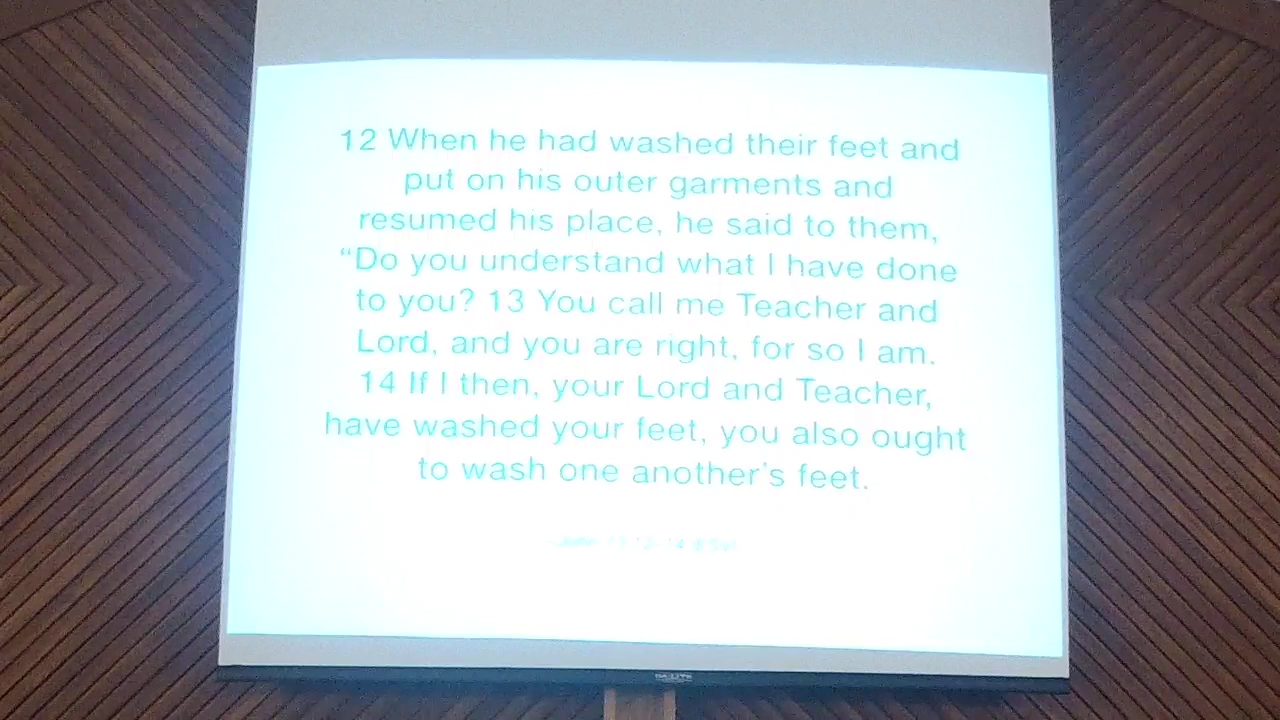 12 When he had washed their feet and
put on his outer garments and
resumed his place, he said to them,
“Do you understand what I have done
to you? 13 You call me Teacher and
Lord, and you are right, for so I am.
14 If I then, your Lord and Teacher,
have washed your feet, you also ought
to wash one another’s feet.